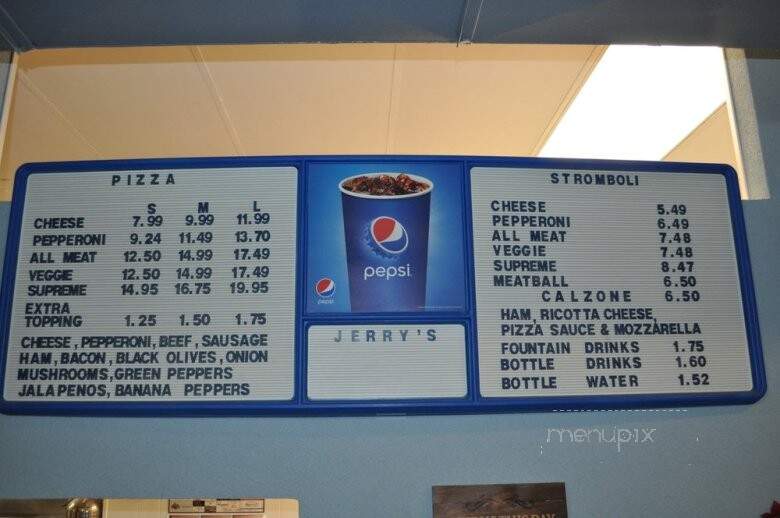 PIZZA
S M L
CHEESE 7.99 9.99 11.99
PEPPERONI 9.24 11.49 13.70
ALL MEAT 12.50 14.99 17.49
VEGGIE 12.50 14.99 17.49
SUPREME 14.95 16.75 19.95
EXTRA
TOPPING 1.25 1.50 1.75
CHEESE, PEPPERONI, BEEF, SAUSAGE
HAM, BACON, BLACK OLIVES, ONION
MUSHROOMS, GREEN PEPPERS
JALAPENOS, BANANA PEPPERS
pepsi
pepsi
JERRY'S
STROMBOLI
CHEESE 5.49
PEPPERONI 6.49
ALL MEAT 7.48
VEGGIE 7.48
SUPREME 8.47
MEATBALL 6.50
CALZONE 6.50
HAM, RICOTTA CHEESE,
PIZZA SAUCE & MOZZARELLA
FOUNTAIN DRINKS 1.75
BOTTLE DRINKS 1.60
BOTTLE WATER 1.52
menupix